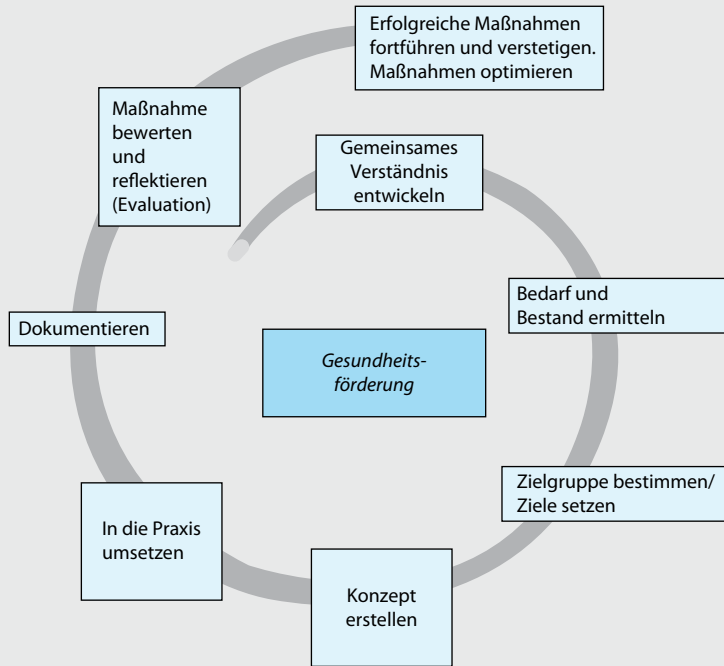 Erfolgreiche Maßnahmen
fortführen und verstetigen.
Maßnahmen optimieren
Maßnahme
bewerten
und
reflektieren
(Evaluation)
Gemeinsames
Verständnis
entwickeln
Bedarf und
Bestand ermitteln
Dokumentieren
Gesundheits-
förderung
Zielgruppe bestimmen/
Ziele setzen
In die Praxis
umsetzen
Konzept
erstellen